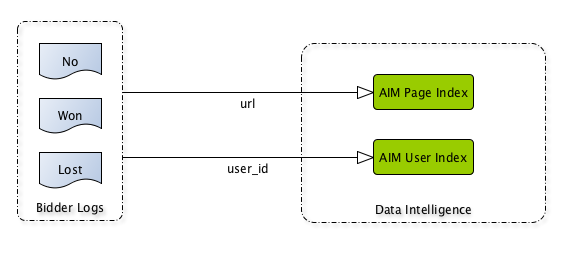 No
Won
Lost
Bidder Logs
url
user_id
AIM Page Index
AIM User Index
Data Intelligence